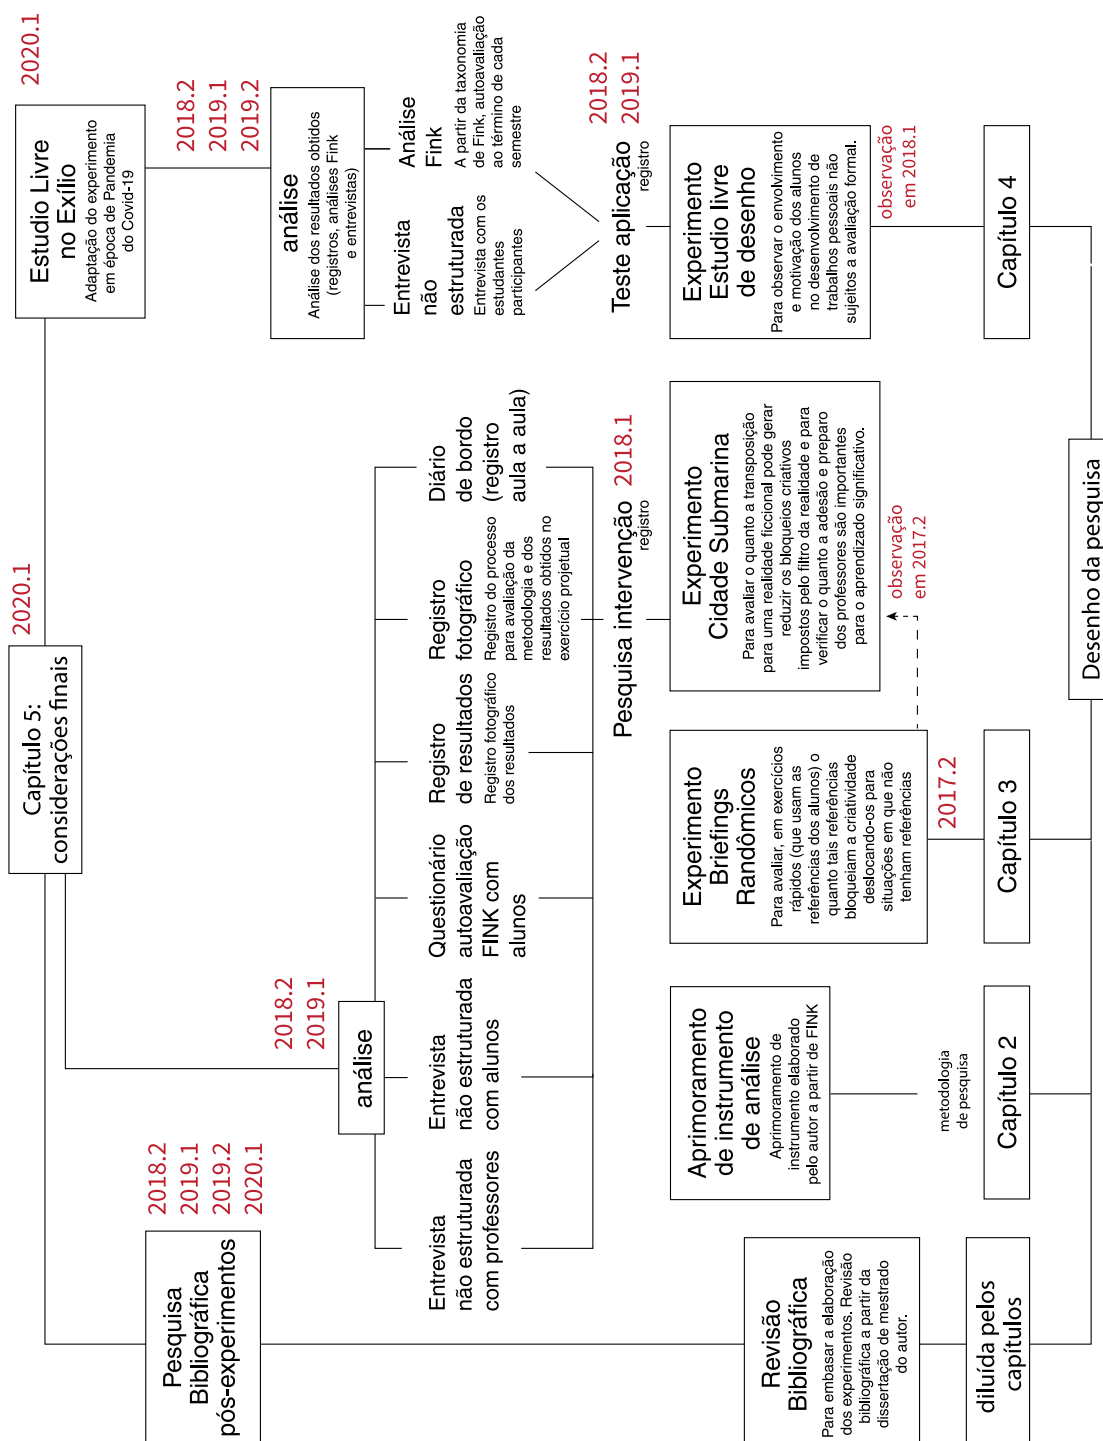 Capítulo 5:
considerações finais
2020.1
Estudio Livre
no Exílio
Adaptação do experimento
em época de Pandemia
do Covid-19
2020.1
Pesquisa
Bibliográfica
pós-experimentos
2018.2
2019.1
2019.2
2020.1
análise
2018.2
2019.1
análise
Análise dos resultados obtidos
(registros, análises Fink
e entrevistas)
2018.2
2019.1
2019.2
Entrevista
não estruturada
com professores
Entrevista
não estruturada
com alunos
Questionário
autoavaliação
FINK com
alunos
Registro
de resultados
Registro fotográfico
dos resultados
Registro
fotográfico
Registro do processo
para avaliação da
metodologia e dos
resultados obtidos no
exercício projetual
Diário
de bordo
(registro
aula a aula)
Entrevista
não
estruturada
Entrevista com os
estudantes
participantes
Análise
Fink
A partir da taxonomia
de Fink, autoavaliação
ao término de cada
semestre
Pesquisa intervenção
registro
2018.1
Teste aplicação
registro
2018.2
2019.1
Revisão
Bibliográfica
Para embasar a elaboração
dos experimentos. Revisão
bibliográfica a partir da
dissertação de mestrado
do autor.
Aprimoramento
de instrumento
de análise
Aprimoramento de
instrumento elaborado
pelo autor a partir de FINK
Experimento
Briefings
Randômicos
Para avaliar, em exercícios
rápidos (que usam as
referências dos alunos) o
quanto tais referências
bloqueiam a criatividade
deslocando-os para
situações em que não
tenham referências
Experimento
Cidade Submarina
Para avaliar o quanto a transposição
para uma realidade ficcional pode gerar
reduzir os bloqueios criativos
impostos pelo filtro da realidade e para
verificar o quanto a adesão e preparo
dos professores são importantes
para o aprendizado significativo.
Experimento
Estudio livre
de desenho
Para observar o envolvimento
e motivação dos alunos
no desenvolvimento de
trabalhos pessoais não
sujeitos a avaliação formal.
metodologia
de pesquisa
2017.2
observação
em 2017.2
observação
em 2018.1
diluída pelos
capítulos
Capítulo 2
Capítulo 3
Capítulo 4
Desenho da pesquisa